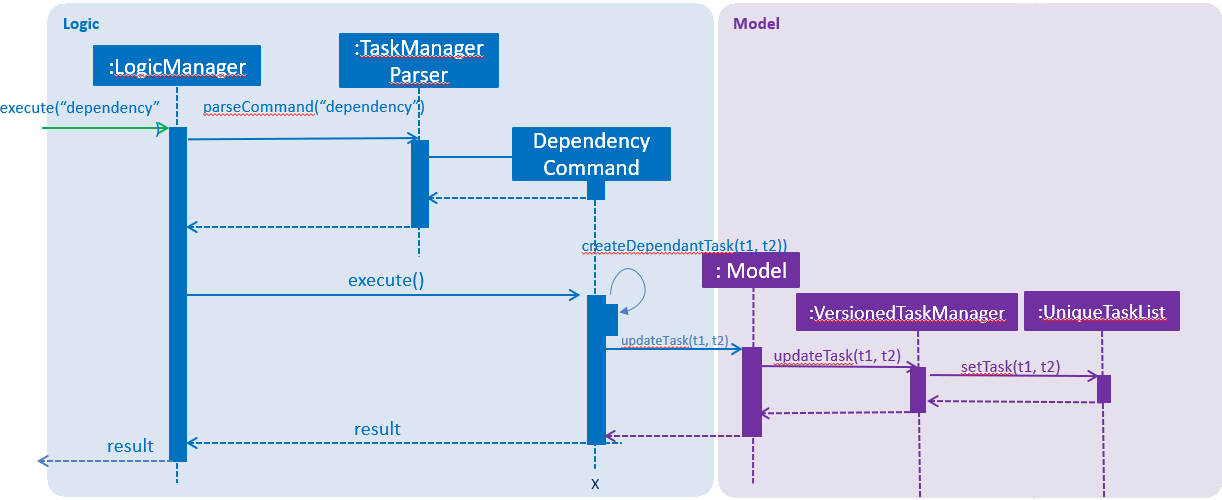 Logic
Model
:LogicManager
:TaskManager
Parser
execute(“dependency”
)
parseCommand(“dependency”)
Dependency
Command
createDependantTask(t1, t2))
: Model
execute()
:VersionedTaskManager
:UniqueTaskList
updateTask(t1, t2)
updateTask(t1, t2)
setTask(t1, t2)
result
result
X